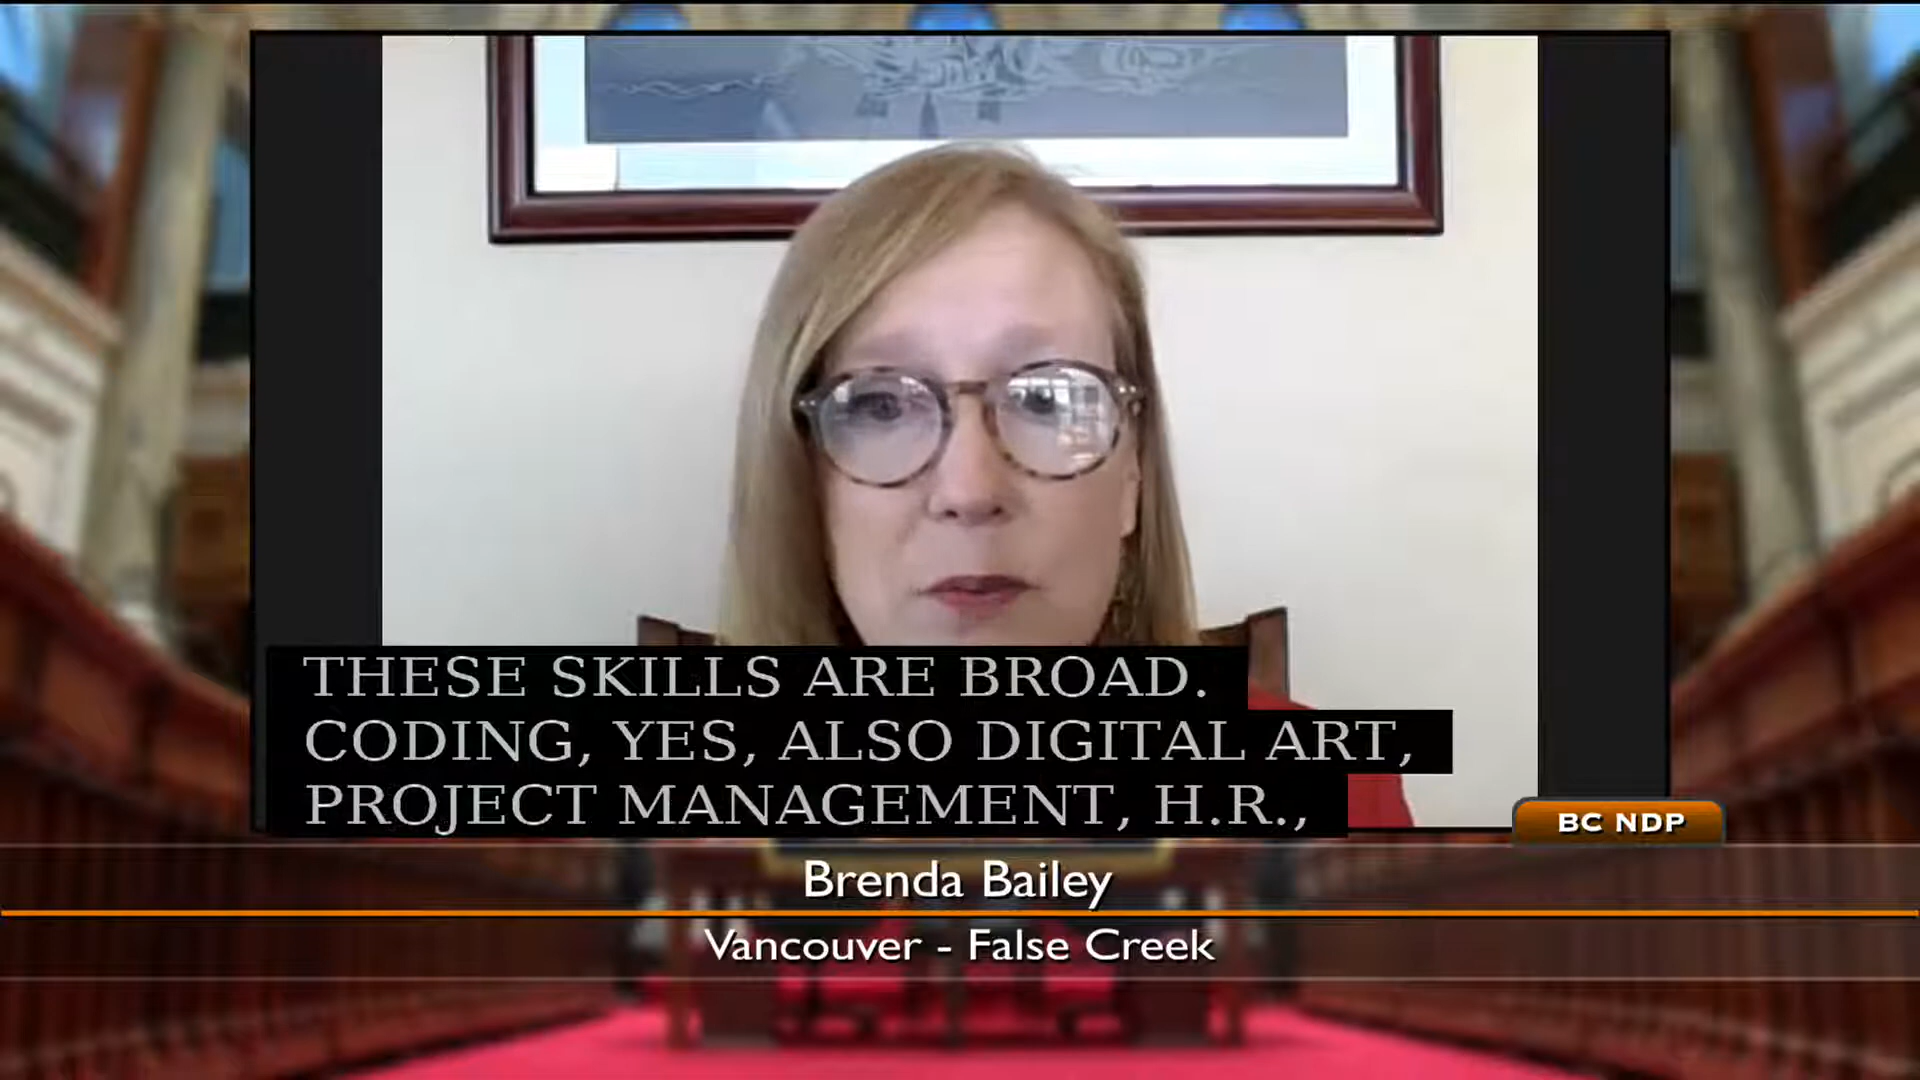 THESE SKILLS ARE BROAD.
CODING, YES, ALSO DIGITAL ART,
PROJECT MANAGEMENT, H.R.,
BC NDP
Brenda Bailey
Vancouver - False Creek